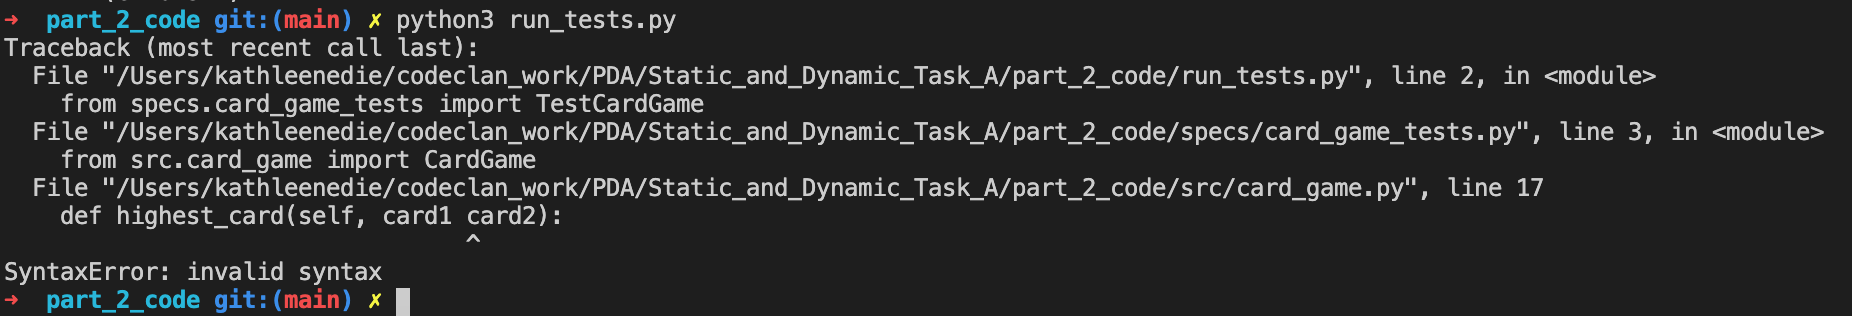 ➜  part_2_code git:(main) ✗ python3 run_tests.py
Traceback (most recent call last):
  File "/Users/kathleenedie/codeclan_work/PDA/Static_and_Dynamic_Task_A/part_2_code/run_tests.py", line 2, in <module>
    from specs.card_game_tests import TestCardGame
  File "/Users/kathleenedie/codeclan_work/PDA/Static_and_Dynamic_Task_A/part_2_code/specs/card_game_tests.py", line 3, in <module>
    from src.card_game import CardGame
  File "/Users/kathleenedie/codeclan_work/PDA/Static_and_Dynamic_Task_A/part_2_code/src/card_game.py", line 17
    def highest_card(self, card1 card2):
                                 ^
SyntaxError: invalid syntax
➜  part_2_code git:(main) ✗